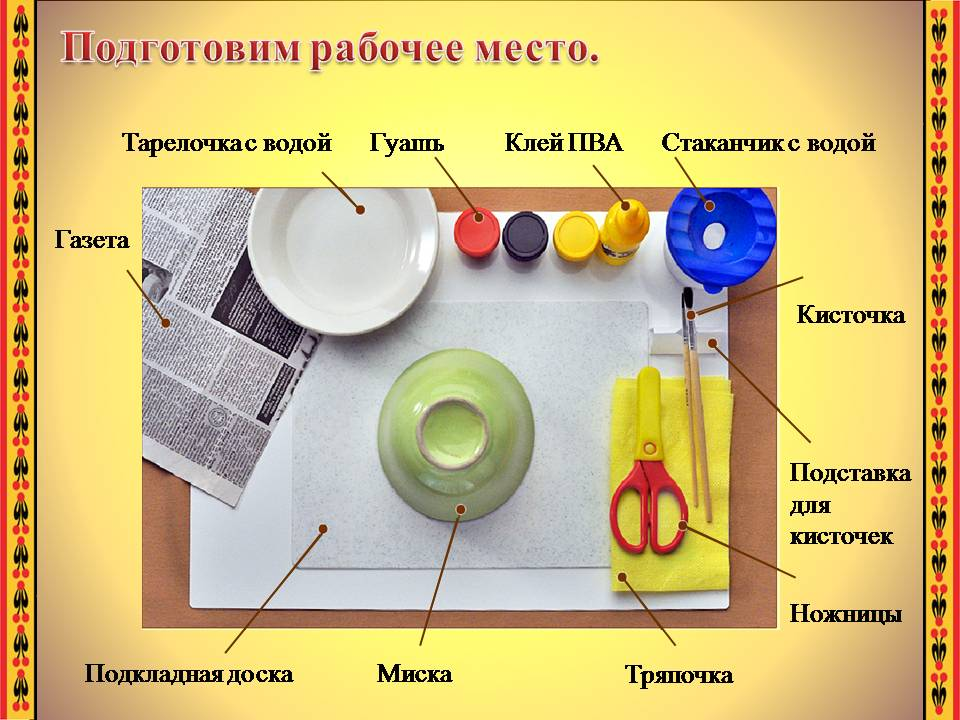 Подготовим рабочее место.
Тарелочка с водой
Гуашь
Клей ПВА
Стаканчик с водой
Газета
Кисточка
Подставка
для
кисточек
Ножницы
Подкладная доска
Миска
Тряпочка